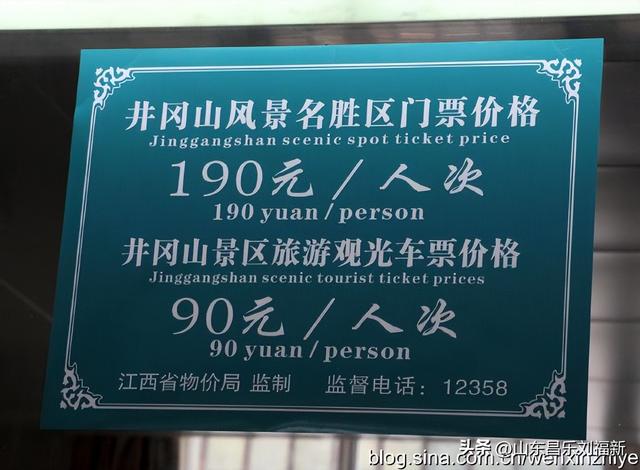 井冈山风景名胜区门票价格
Jinggangshan scenic spot ticket price
190元/人次
190 yuan/person
井冈山景区旅游观光车票价格
Jinggangshan scenic tourist ticket prices
90元/人次
90 yuan/person
江西省物价局 监制 监督电话：12358
头条 @山东昌乐刘福新
blog.sina.com.cn/wenxinzhiye